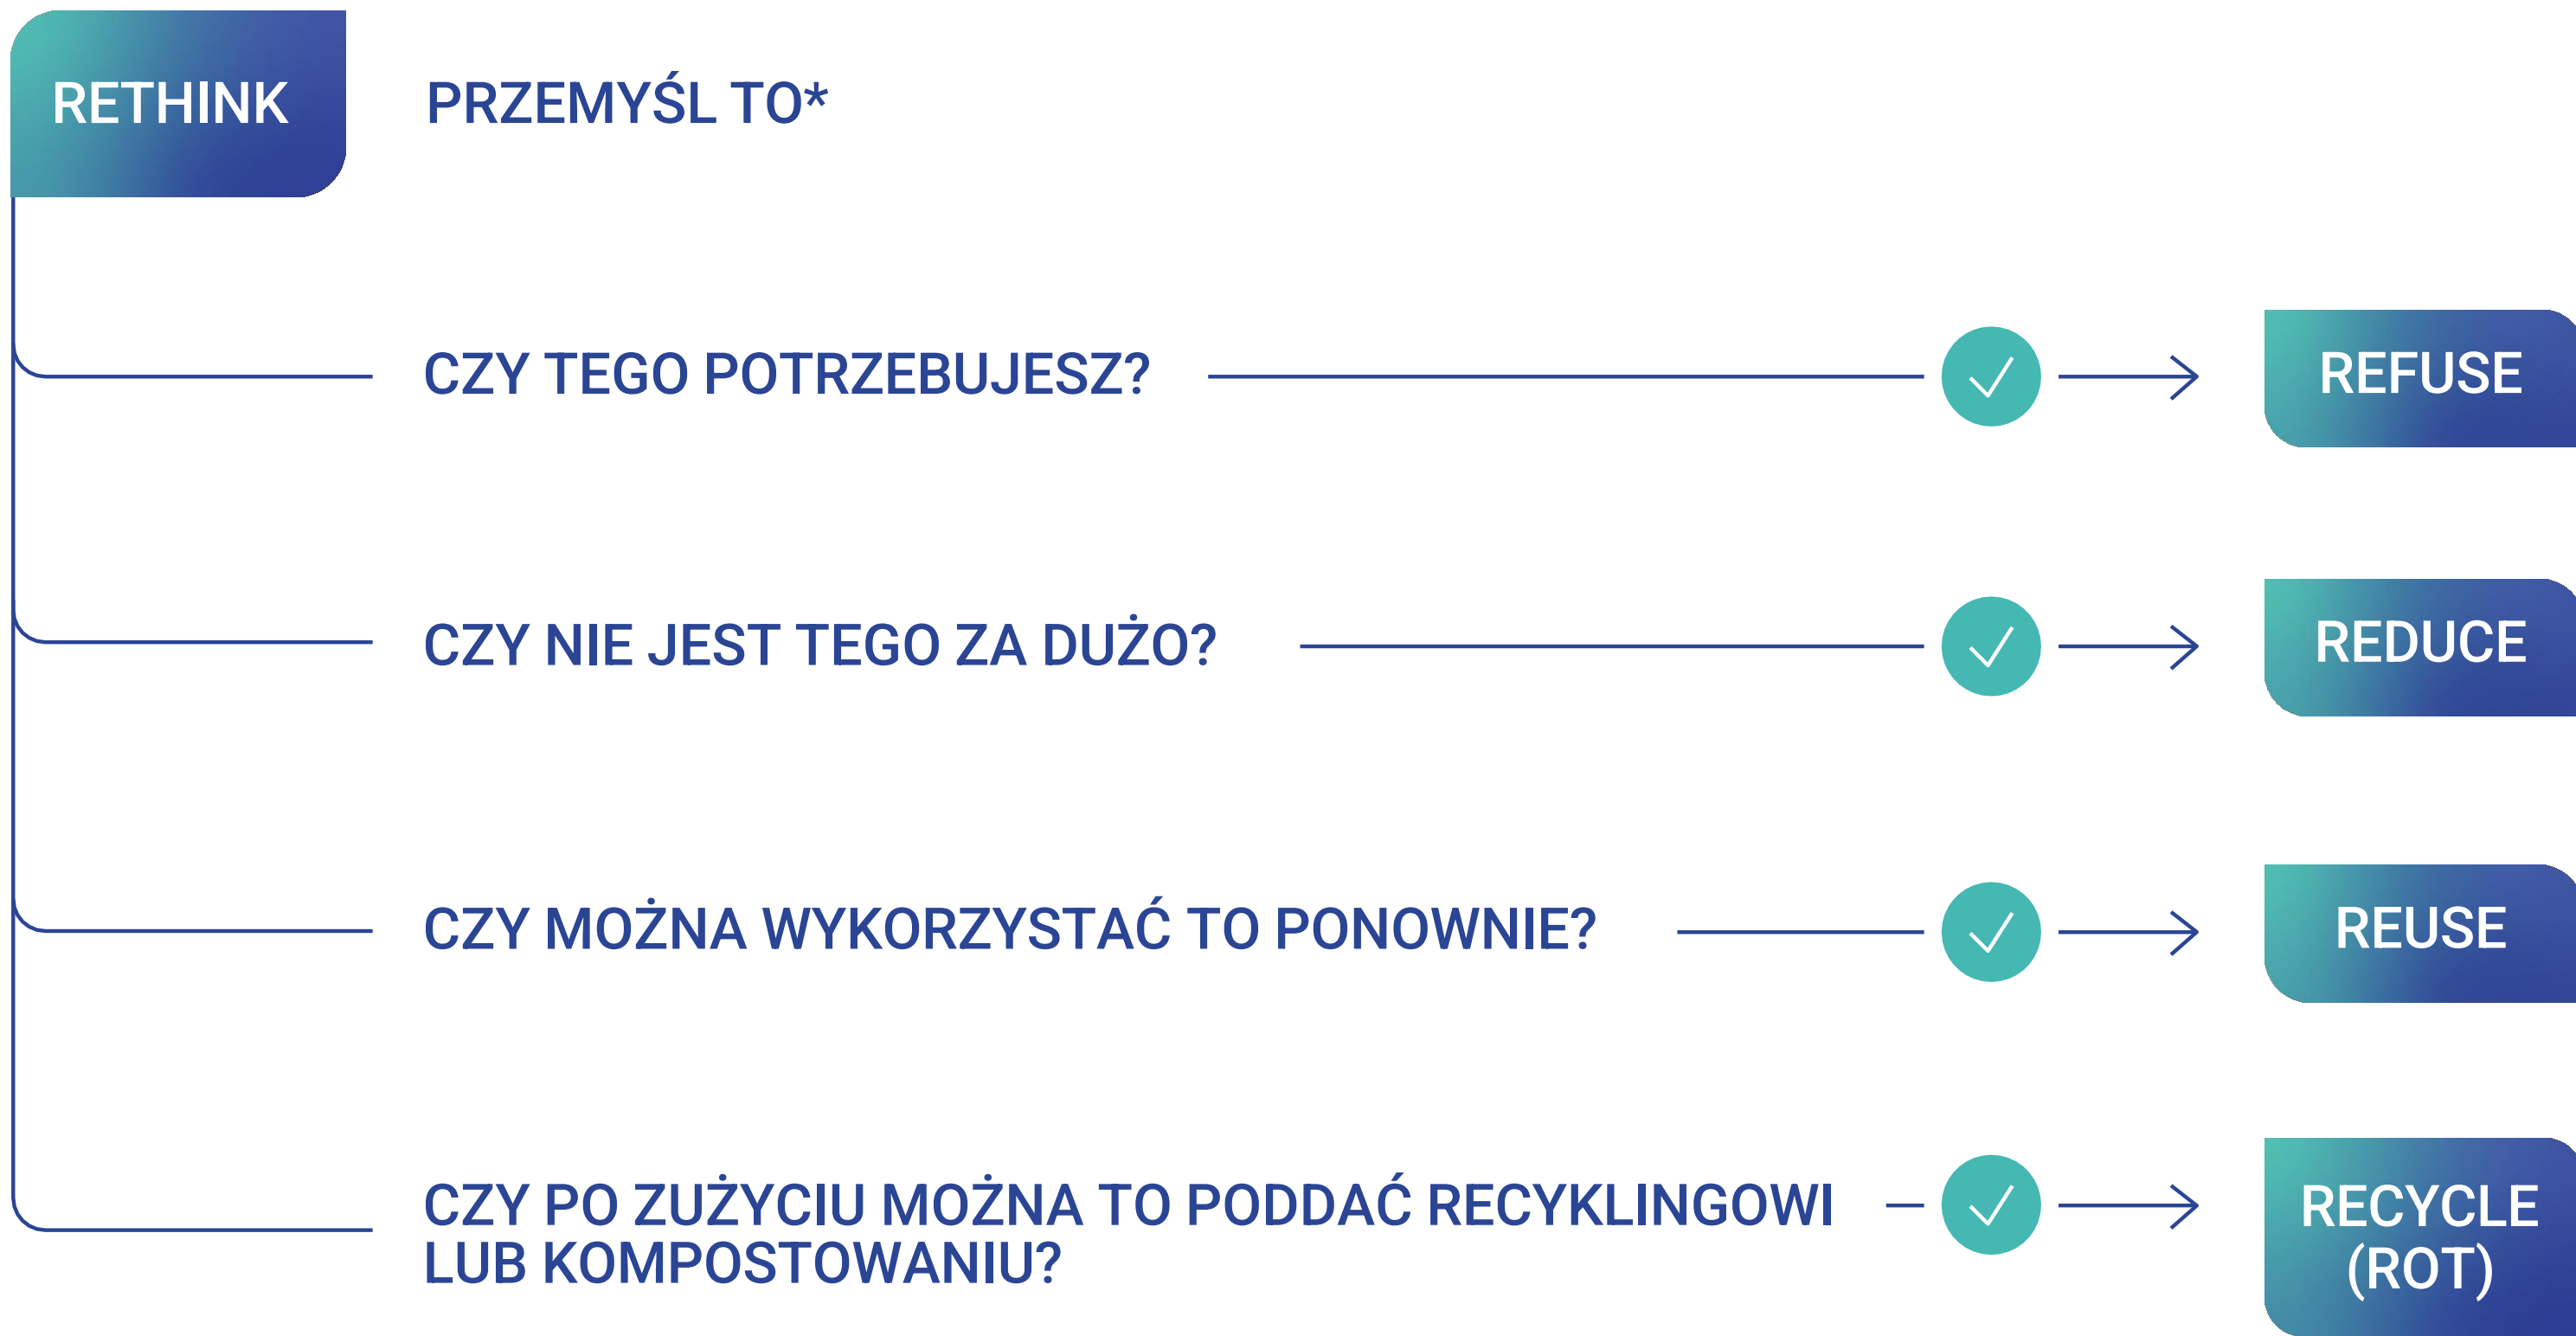 RETHINK
PRZEMYŚL TO*
CZY TEGO POTRZEBUJESZ?
REFUSE
CZY NIE JEST TEGO ZA DUŻO?
REDUCE
CZY MOŻNA WYKORZYSTAĆ TO PONOWNIE?
REUSE
CZY PO ZUŻYCIU MOŻNA TO PODDAĆ RECYKLINGOWI
LUB KOMPOSTOWANIU?
RECYCLE
(ROT)